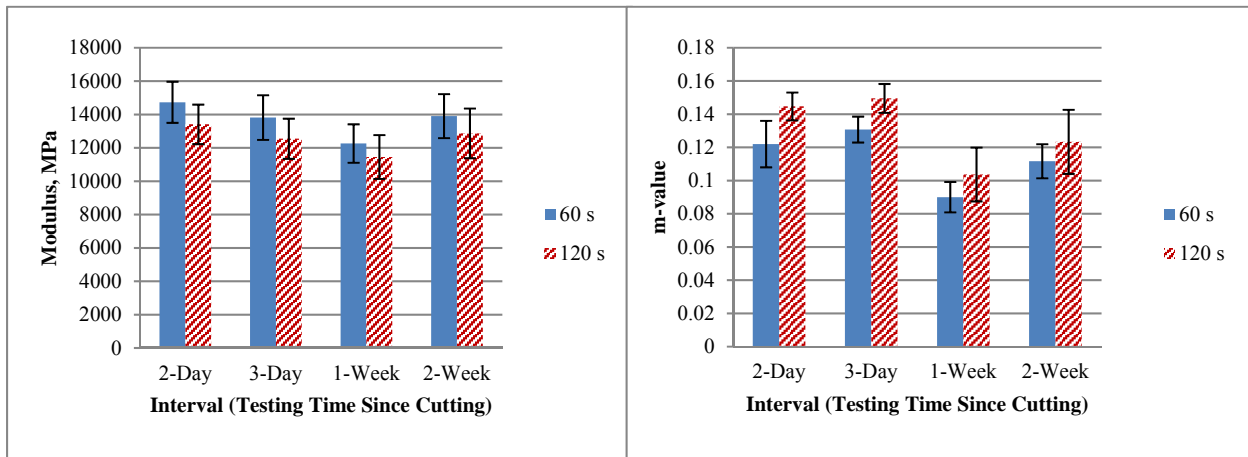 Modulus, MPa
18000
16000
14000
12000
10000
8000
6000
4000
2000
0
2-Day 3-Day 1-Week 2-Week
Interval (Testing Time Since Cutting)
60 s
120 s
m-value
0.18
0.16
0.14
0.12
0.1
0.08
0.06
0.04
0.02
0
2-Day 3-Day 1-Week 2-Week
Interval (Testing Time Since Cutting)
60 s
120 s